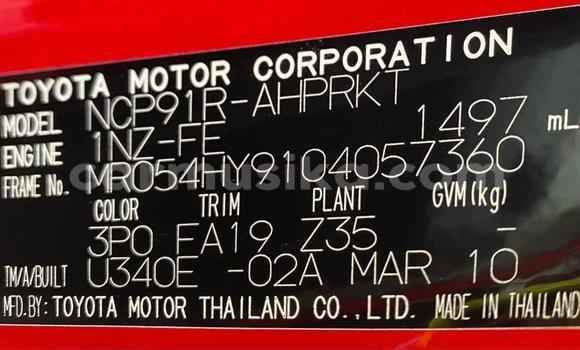 TOYOTA MOTOR CORPORATION
MODEL NCP91R-AHPRKT
ENGINE 1NZ-FE 1497 mL
FRAME No. MR054HY9104057360
COLOR TRIM PLANT GVM(kg)
3P0 FA19 Z35 -
TM/A/BUILT U340E -02A MAR 10
MFD.BY: TOYOTA MOTOR THAILAND CO.,LTD. MADE IN THAILAND